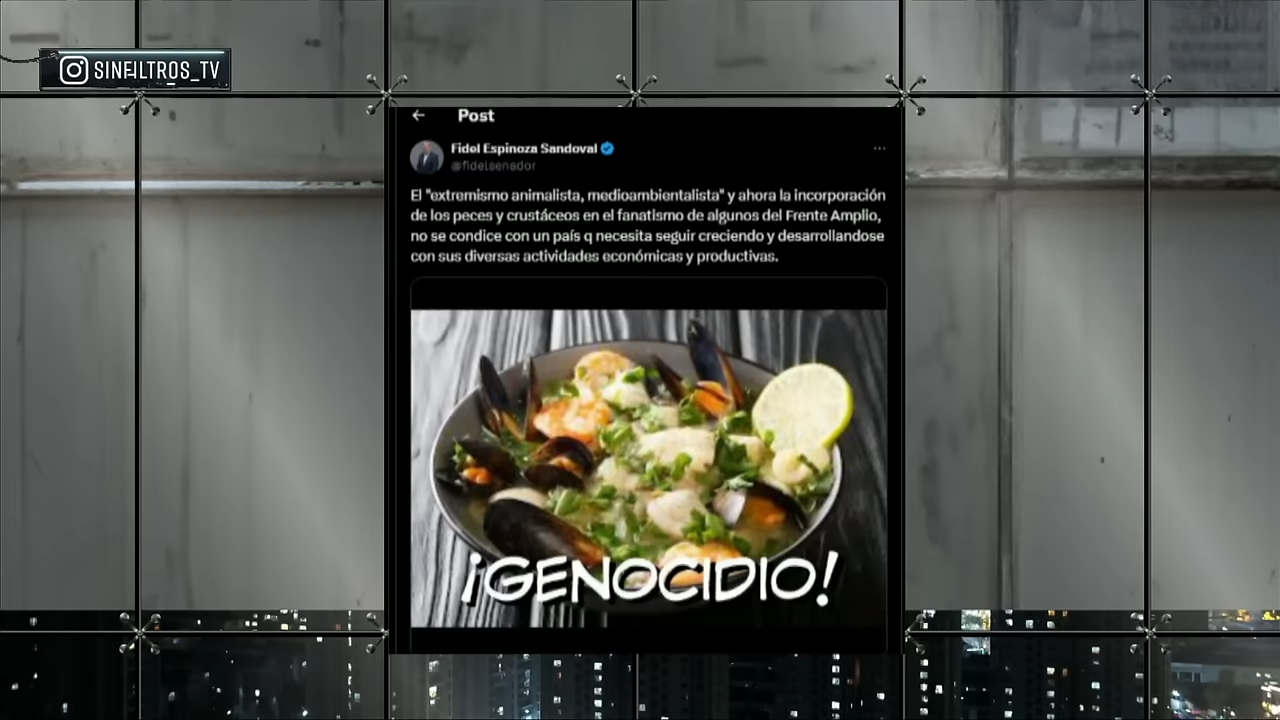 SINFILTROS_TV
Post
Fidel Espinoza Sandoval
@fidelsenador
El "extremismo animalista, medioambientalista" y ahora la incorporación
de los peces y crustáceos en el fanatismo de algunos del Frente Amplio,
no se condice con un país q necesita seguir creciendo y desarrollandose
con sus diversas actividades económicas y productivas.
¡GENOCIDIO!